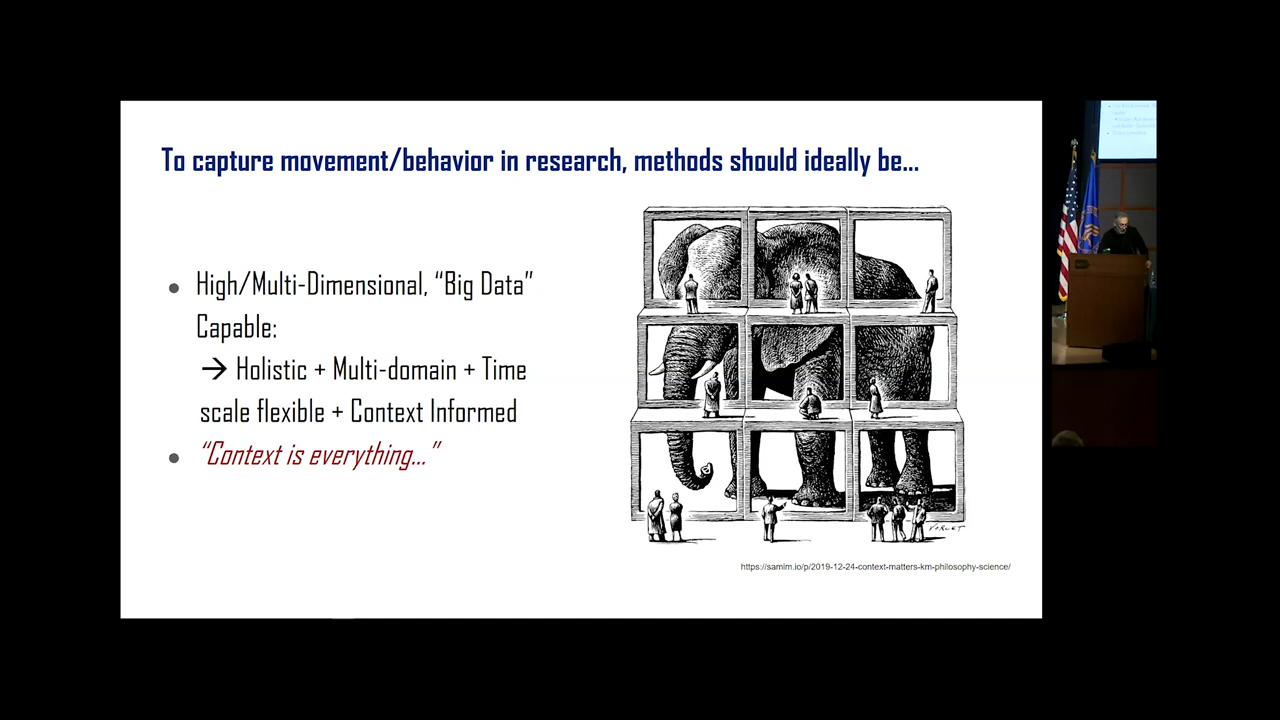 To capture movement/behavior in research, methods should ideally be...
● High/Multi-Dimensional, “Big Data”
Capable:
→ Holistic + Multi-domain + Time
scale flexible + Context Informed
● “Context is everything...”
https://samim.io/p/2019-12-24-context-matters-km-philosophy-science/